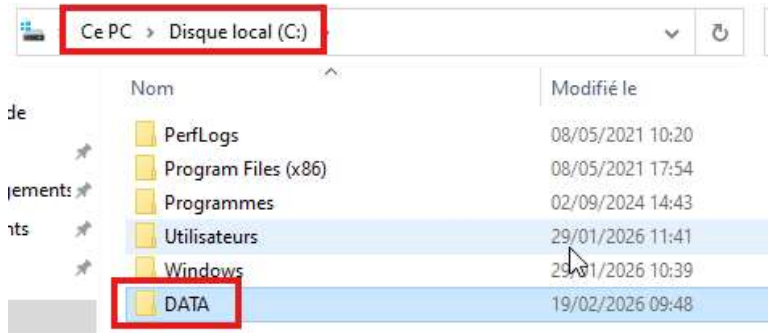 Ce PC > Disque local (C:)
Nom Modifié le
de
PerfLogs 08/05/2021 10:20
Program Files (x86) 08/05/2021 17:54
gements Programmes 02/09/2024 14:43
nts Utilisateurs 29/01/2026 11:41
Windows 29/01/2026 10:39
DATA 19/02/2026 09:48